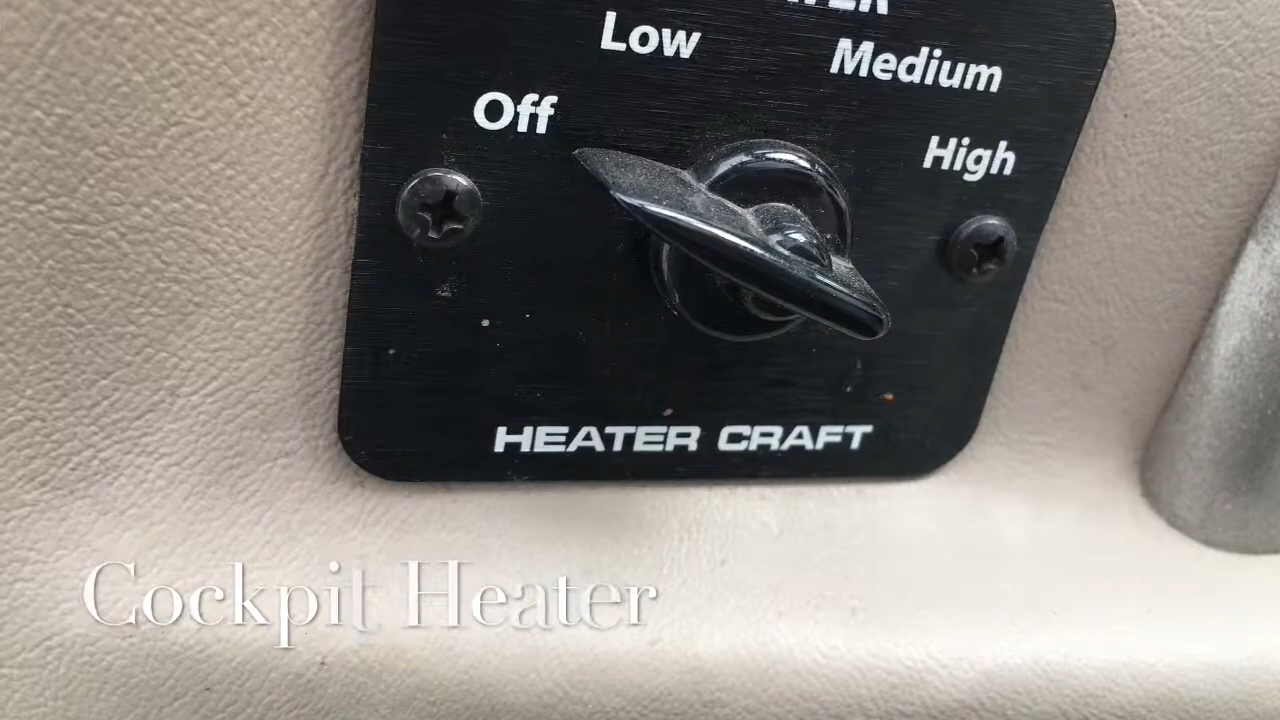 Low
Medium
Off
High
HEATER CRAFT
Cockpit Heater